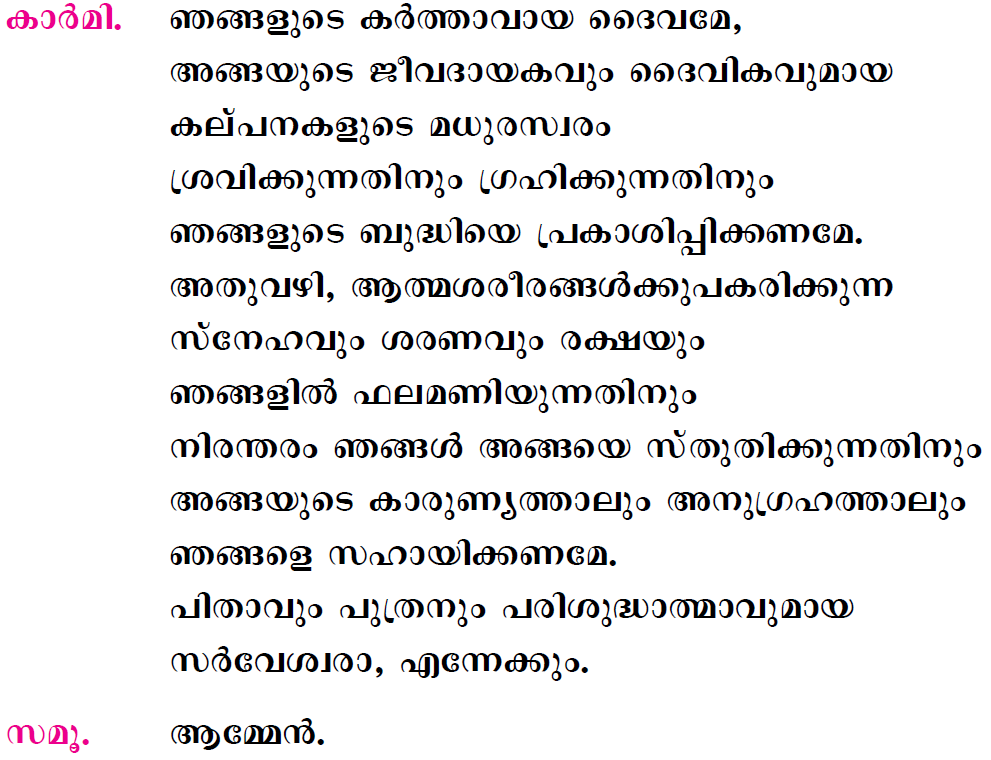 കാർമി. ഞങ്ങളുടെ കർത്താവായ ദൈവമേ,
അങ്ങയുടെ ജീവദായകവും ദൈവികവുമായ
കല്പനകളുടെ മധുരസ്വരം
ശ്രവിക്കുന്നതിനും ഗ്രഹിക്കുന്നതിനും
ഞങ്ങളുടെ ബുദ്ധിയെ പ്രകാശിപ്പിക്കണമേ.
അതുവഴി, ആത്മശരീരങ്ങൾക്കുപകരിക്കുന്ന
സ്നേഹവും ശരണവും രക്ഷയും
ഞങ്ങളിൽ ഫലമണിയുന്നതിനും
നിരന്തരം ഞങ്ങൾ അങ്ങയെ സ്തുതിക്കുന്നതിനും
അങ്ങയുടെ കാരുണ്യത്താലും അനുഗ്രഹത്താലും
ഞങ്ങളെ സഹായിക്കണമേ.
പിതാവും പുത്രനും പരിശുദ്ധാത്മാവുമായ
സർവേശ്വരാ, എന്നേക്കും.
സമൂ. ആമ്മേൻ.